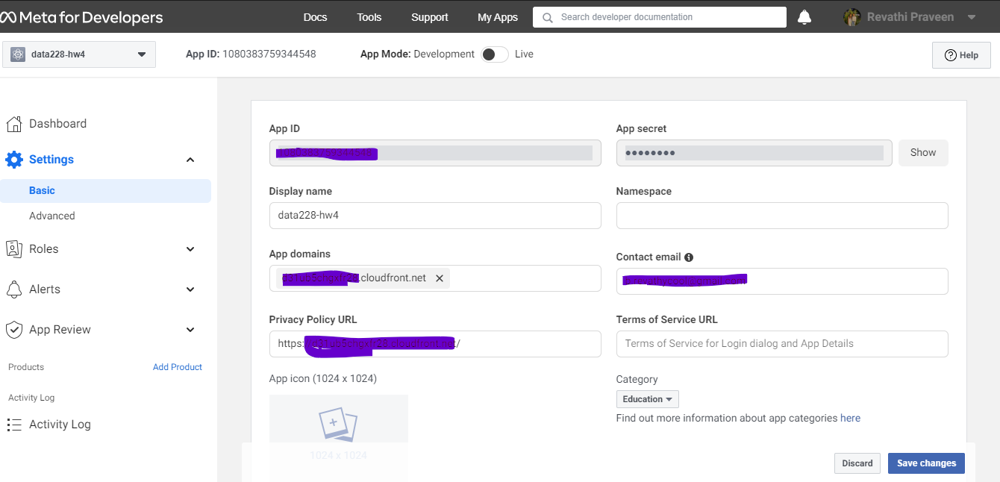 Meta for Developers
Docs Tools Support My Apps Search developer documentation Revathi Praveen
data228-hw4 App ID: 1080383759344548 App Mode: Development Live Help
Dashboard
Settings
Basic
Advanced
Roles
Alerts
App Review
Products Add Product
Activity Log
Activity Log
App ID
App secret
•••••••• Show
Display name
data228-hw4
Namespace
App domains
.cloudfront.net ✕
Contact email
Privacy Policy URL
https: /
Terms of Service URL
Terms of Service for Login dialog and App Details
App icon (1024 x 1024)
1024 x 1024
Category
Education
Find out more information about app categories here
Discard Save changes